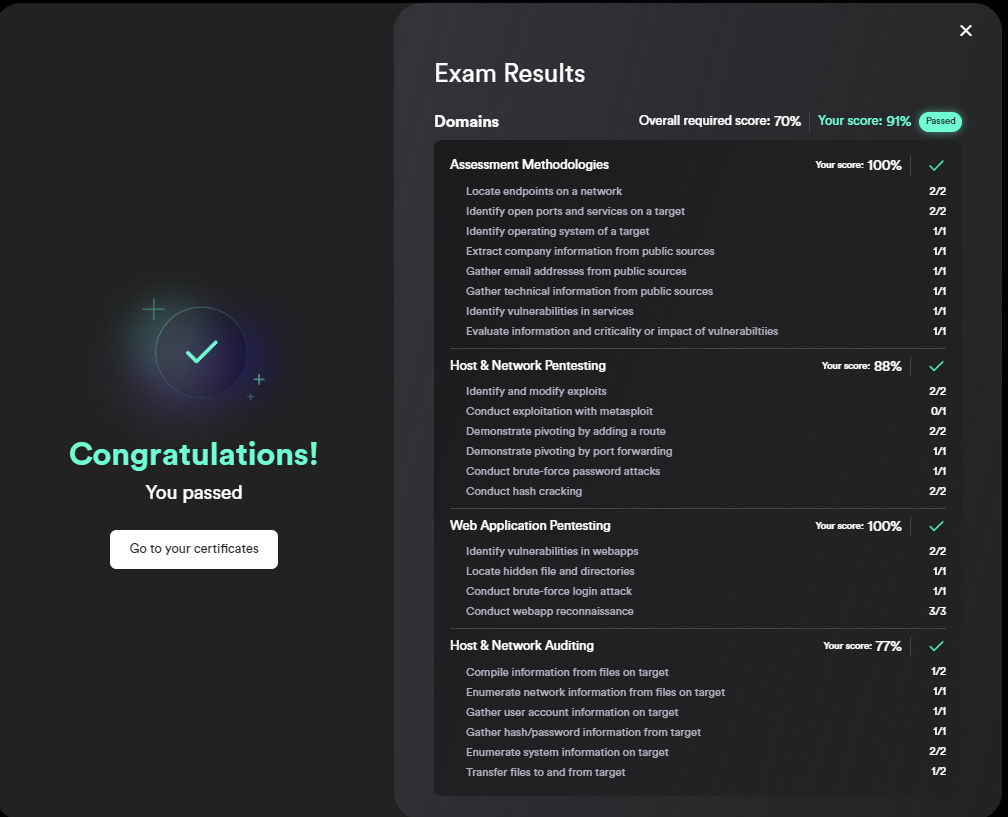 Congratulations!
You passed
Go to your certificates
Exam Results
Domains Overall required score: 70% Your score: 91% Passed
Assessment Methodologies Your score: 100%
Locate endpoints on a network 2/2
Identify open ports and services on a target 2/2
Identify operating system of a target 1/1
Extract company information from public sources 1/1
Gather email addresses from public sources 1/1
Gather technical information from public sources 1/1
Identify vulnerabilities in services 1/1
Evaluate information and criticality or impact of vulnerabiltiies 1/1
Host & Network Pentesting Your score: 88%
Identify and modify exploits 2/2
Conduct exploitation with metasploit 0/1
Demonstrate pivoting by adding a route 2/2
Demonstrate pivoting by port forwarding 1/1
Conduct brute-force password attacks 1/1
Conduct hash cracking 2/2
Web Application Pentesting Your score: 100%
Identify vulnerabilities in webapps 2/2
Locate hidden file and directories 1/1
Conduct brute-force login attack 1/1
Conduct webapp reconnaissance 3/3
Host & Network Auditing Your score: 77%
Compile information from files on target 1/2
Enumerate network information from files on target 1/1
Gather user account information on target 1/1
Gather hash/password information from target 1/1
Enumerate system information on target 2/2
Transfer files to and from target 1/2